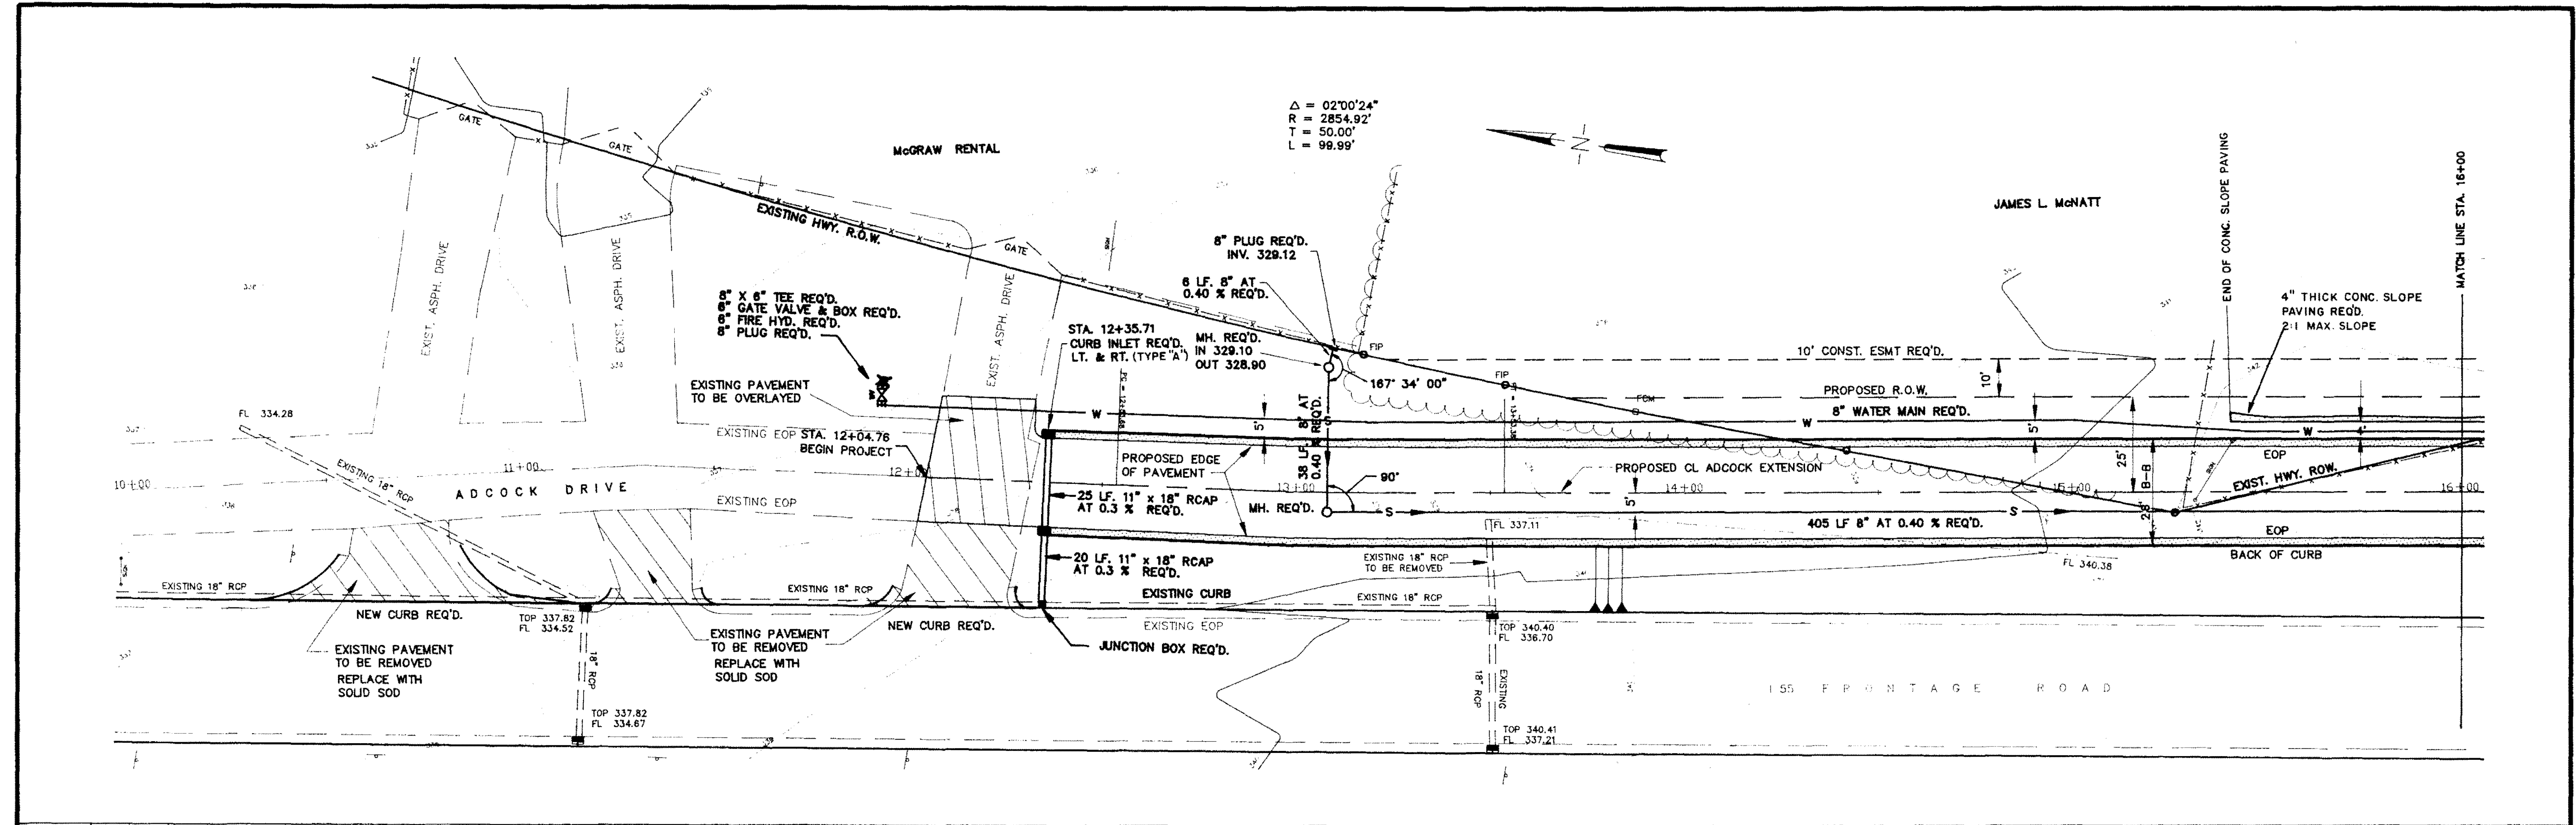 Δ = 02°00'24"
R = 2854.92'
T = 50.00'
L = 99.99'
N
McGRAW RENTAL
JAMES L. McNATT
GATE
GATE
GATE
EXISTING HWY. R.O.W.
EXIST. ASPH. DRIVE
EXIST. ASPH. DRIVE
EXIST. ASPH. DRIVE
8" X 6" TEE REQ'D.
6" GATE VALVE & BOX REQ'D.
6" FIRE HYD. REQ'D.
8" PLUG REQ'D.
8" PLUG REQ'D.
INV. 329.12
6 LF. 8" AT
0.40 % REQ'D.
STA. 12+35.71
CURB INLET REQ'D.
LT. & RT. (TYPE "A")
MH. REQ'D.
IN 329.10
OUT 328.90
167° 34' 00"
FIP
FIP
FCM
10' CONST. ESMT REQ'D.
10'
PROPOSED R.O.W.
8" WATER MAIN REQ'D.
END OF CONC. SLOPE PAVING
4" THICK CONC. SLOPE
PAVING REQ'D.
2:1 MAX. SLOPE
MATCH LINE STA. 16+00
EXISTING PAVEMENT
TO BE OVERLAYED
FL 334.28
EXISTING 18" RCP
EXISTING EOP
STA. 12+04.76
BEGIN PROJECT
W
W
W
5'
5'
4'
38 LF. 8" AT
0.40 % REQ'D.
PROPOSED EDGE
OF PAVEMENT
PROPOSED CL ADCOCK EXTENSION
25'
28' B-B
EOP
EXIST. HWY. ROW.
10+00
11+00
12+00
13+00
14+00
15+00
16+00
ADCOCK DRIVE
EXISTING EOP
90°
25 LF. 11" x 18" RCAP
AT 0.3 % REQ'D.
MH. REQ'D.
S
S
5'
FL 337.11
405 LF 8" AT 0.40 % REQ'D.
EOP
BACK OF CURB
FL 340.38
20 LF. 11" x 18" RCAP
AT 0.3 % REQ'D.
EXISTING 18" RCP
TO BE REMOVED
EXISTING 18" RCP
EXISTING 18" RCP
EXISTING CURB
EXISTING 18" RCP
NEW CURB REQ'D.
TOP 337.82
FL 334.52
NEW CURB REQ'D.
EXISTING EOP
TOP 340.40
FL 336.70
EXISTING PAVEMENT
TO BE REMOVED
REPLACE WITH
SOLID SOD
EXISTING PAVEMENT
TO BE REMOVED
REPLACE WITH
SOLID SOD
JUNCTION BOX REQ'D.
18" RCP
EXISTING
18" RCP
I 55 FRONTAGE ROAD
TOP 337.82
FL 334.67
TOP 340.41
FL 337.21